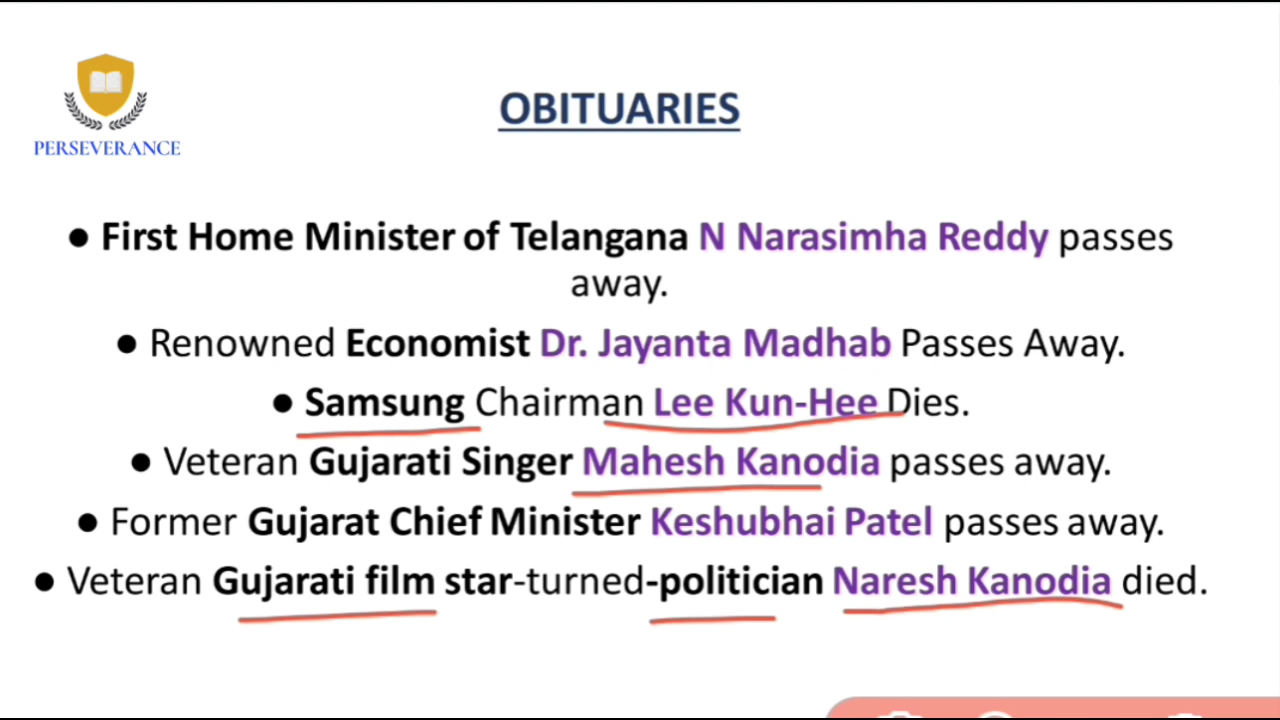 PERSEVERANCE
OBITUARIES
● First Home Minister of Telangana N Narasimha Reddy passes
away.
● Renowned Economist Dr. Jayanta Madhab Passes Away.
● Samsung Chairman Lee Kun-Hee Dies.
● Veteran Gujarati Singer Mahesh Kanodia passes away.
● Former Gujarat Chief Minister Keshubhai Patel passes away.
● Veteran Gujarati film star-turned-politician Naresh Kanodia died.